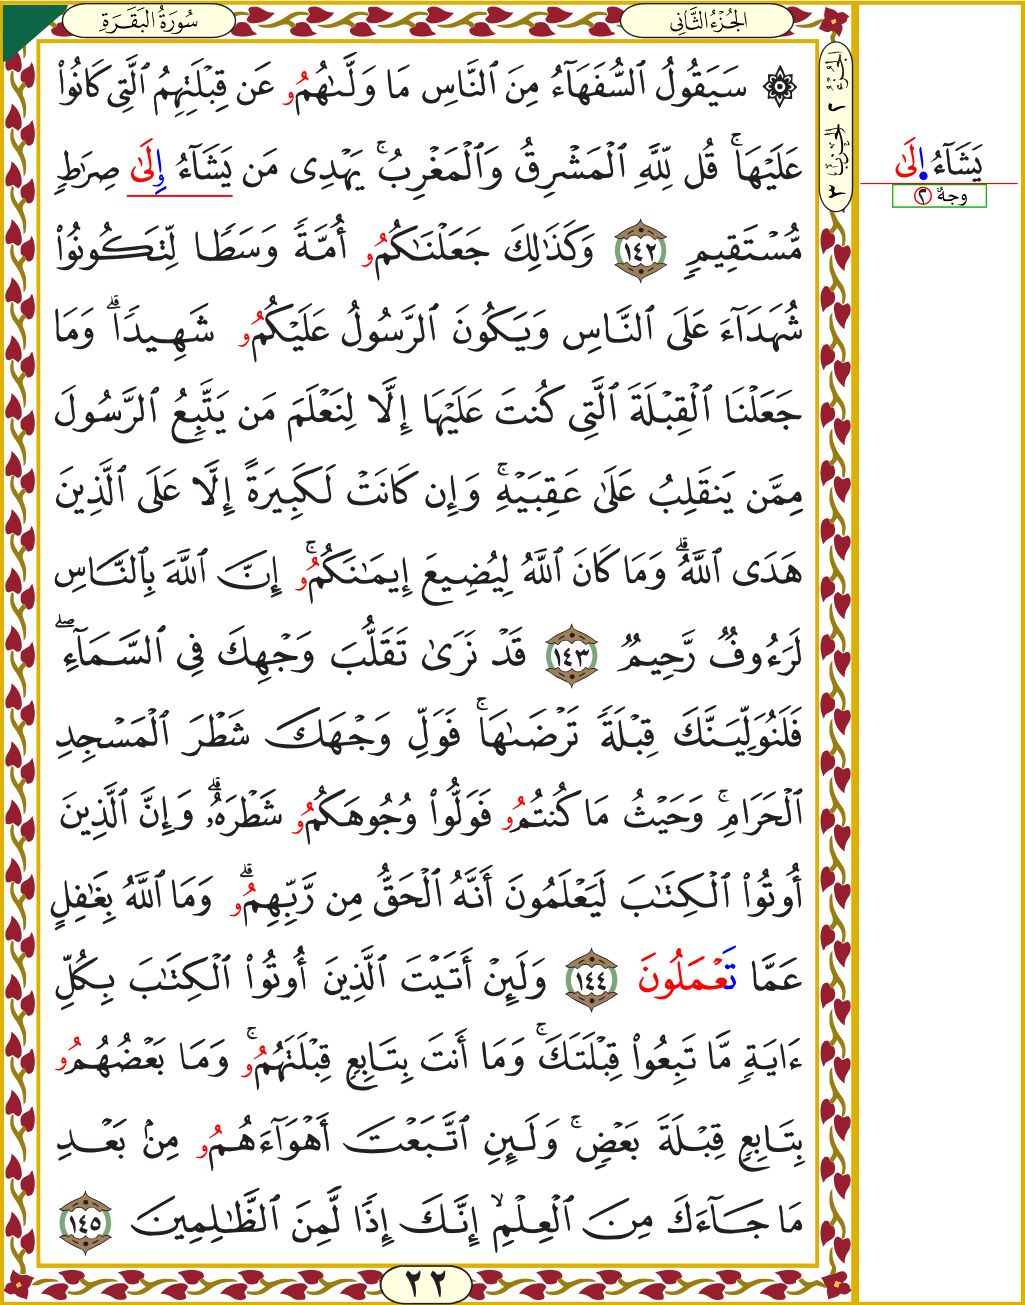 سُورَةُ البَقَرَةِ
الجُزْءُ الثَّانِي
۞ سَيَقُولُ ٱلسُّفَهَآءُ مِنَ ٱلنَّاسِ مَا وَلَّىٰهُمُۥ عَن قِبْلَتِهِمُ ٱلَّتِى كَانُوا۟
عَلَيْهَا ۚ قُل لِّلَّهِ ٱلْمَشْرِقُ وَٱلْمَغْرِبُ ۚ يَهْدِى مَن يَشَآءُ اِ۪لَىٰ صِرَٰطٍ
مُّسْتَقِيمٍ ١٤٢ وَكَذَٰلِكَ جَعَلْنَٰكُمُۥ أُمَّةً وَسَطًا لِّتَكُونُوا۟
شُهَدَآءَ عَلَى ٱلنَّاسِ وَيَكُونَ ٱلرَّسُولُ عَلَيْكُمُۥ شَهِيدًا ۗ وَمَا
جَعَلْنَا ٱلْقِبْلَةَ ٱلَّتِى كُنتَ عَلَيْهَا إِلَّا لِنَعْلَمَ مَن يَتَّبِعُ ٱلرَّسُولَ
مِمَّن يَنقَلِبُ عَلَىٰ عَقِبَيْهِ ۚ وَإِن كَانَتْ لَكَبِيرَةً إِلَّا عَلَى ٱلَّذِينَ
هَدَى ٱللَّهُ ۗ وَمَا كَانَ ٱللَّهُ لِيُضِيعَ إِيمَٰنَكُمُۥ ۚ إِنَّ ٱللَّهَ بِٱلنَّاسِ
لَرَءُوفٌ رَّحِيمٌ ١٤٣ قَدْ نَرَىٰ تَقَلُّبَ وَجْهِكَ فِى ٱلسَّمَآءِ ۖ
فَلَنُوَلِّيَنَّكَ قِبْلَةً تَرْضَىٰهَا ۚ فَوَلِّ وَجْهَكَ شَطْرَ ٱلْمَسْجِدِ
ٱلْحَرَامِ ۚ وَحَيْثُ مَا كُنتُمُۥ فَوَلُّوا۟ وُجُوهَكُمُۥ شَطْرَهُۥ ۗ وَإِنَّ ٱلَّذِينَ
أُوتُوا۟ ٱلْكِتَٰبَ لَيَعْلَمُونَ أَنَّهُ ٱلْحَقُّ مِن رَّبِّهِمُۥ ۗ وَمَا ٱللَّهُ بِغَٰفِلٍ
عَمَّا تَعْمَلُونَ ١٤٤ وَلَئِنْ أَتَيْتَ ٱلَّذِينَ أُوتُوا۟ ٱلْكِتَٰبَ بِكُلِّ
ءَايَةٍ مَّا تَبِعُوا۟ قِبْلَتَكَ ۚ وَمَا أَنتَ بِتَابِعٍ قِبْلَتَهُمُۥ ۚ وَمَا بَعْضُهُمُۥ
بِتَابِعٍ قِبْلَةَ بَعْضٍ ۚ وَلَئِنِ ٱتَّبَعْتَ أَهْوَآءَهُمُۥ مِنۢ بَعْدِ
مَا جَآءَكَ مِنَ ٱلْعِلْمِ ۙ إِنَّكَ إِذًا لَّمِنَ ٱلظَّٰلِمِينَ ١٤٥
الجُزْءُ ٢ الحِزْبُ ٣
يَشَآءُ اِ۪لَىٰ
وجهٌ ٢
٢٢